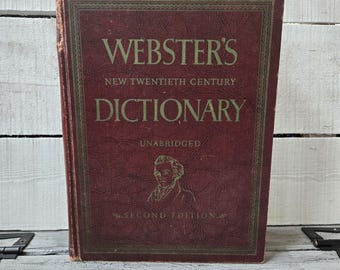 WEBSTER'S
NEW TWENTIETH CENTURY
DICTIONARY
UNABRIDGED
SECOND EDITION